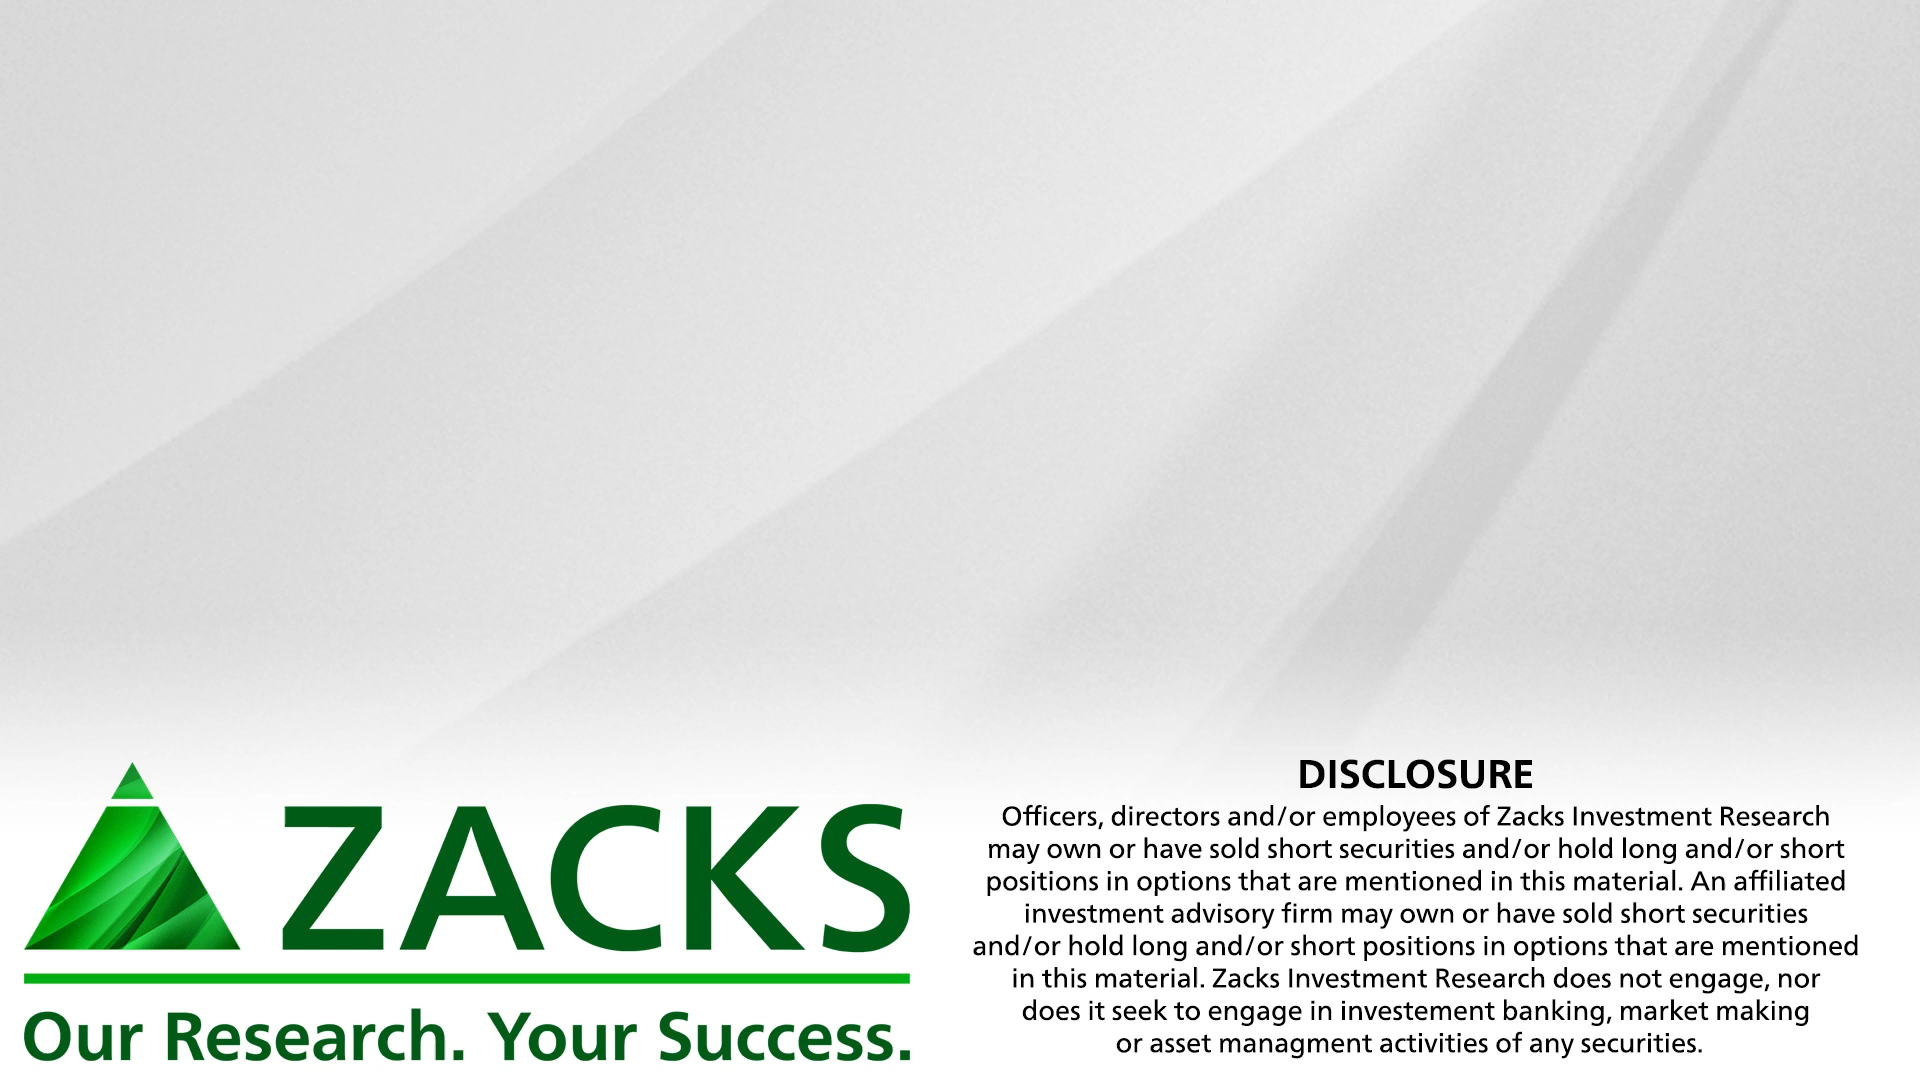 ZACKS
Our Research. Your Success.
DISCLOSURE
Officers, directors and/or employees of Zacks Investment Research
may own or have sold short securities and/or hold long and/or short
positions in options that are mentioned in this material. An affiliated
investment advisory firm may own or have sold short securities
and/or hold long and/or short positions in options that are mentioned
in this material. Zacks Investment Research does not engage, nor
does it seek to engage in investement banking, market making
or asset managment activities of any securities.